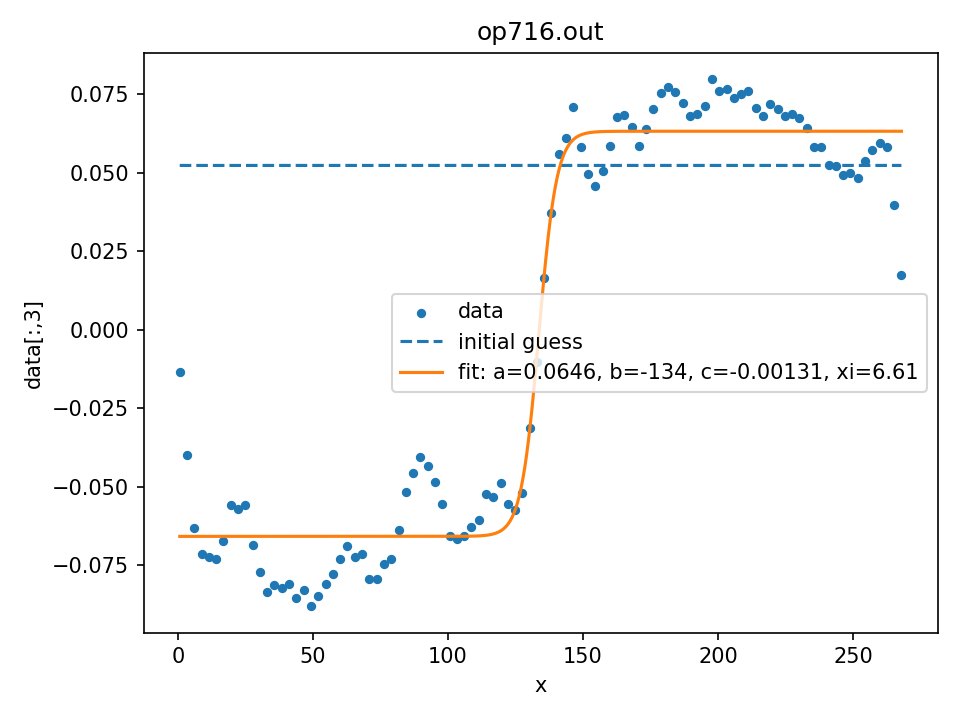 op716.out
0.075
0.050
0.025
0.000
−0.025
−0.050
−0.075
data[:,3]
data
initial guess
fit: a=0.0646, b=-134, c=-0.00131, xi=6.61
0 50 100 150 200 250
x